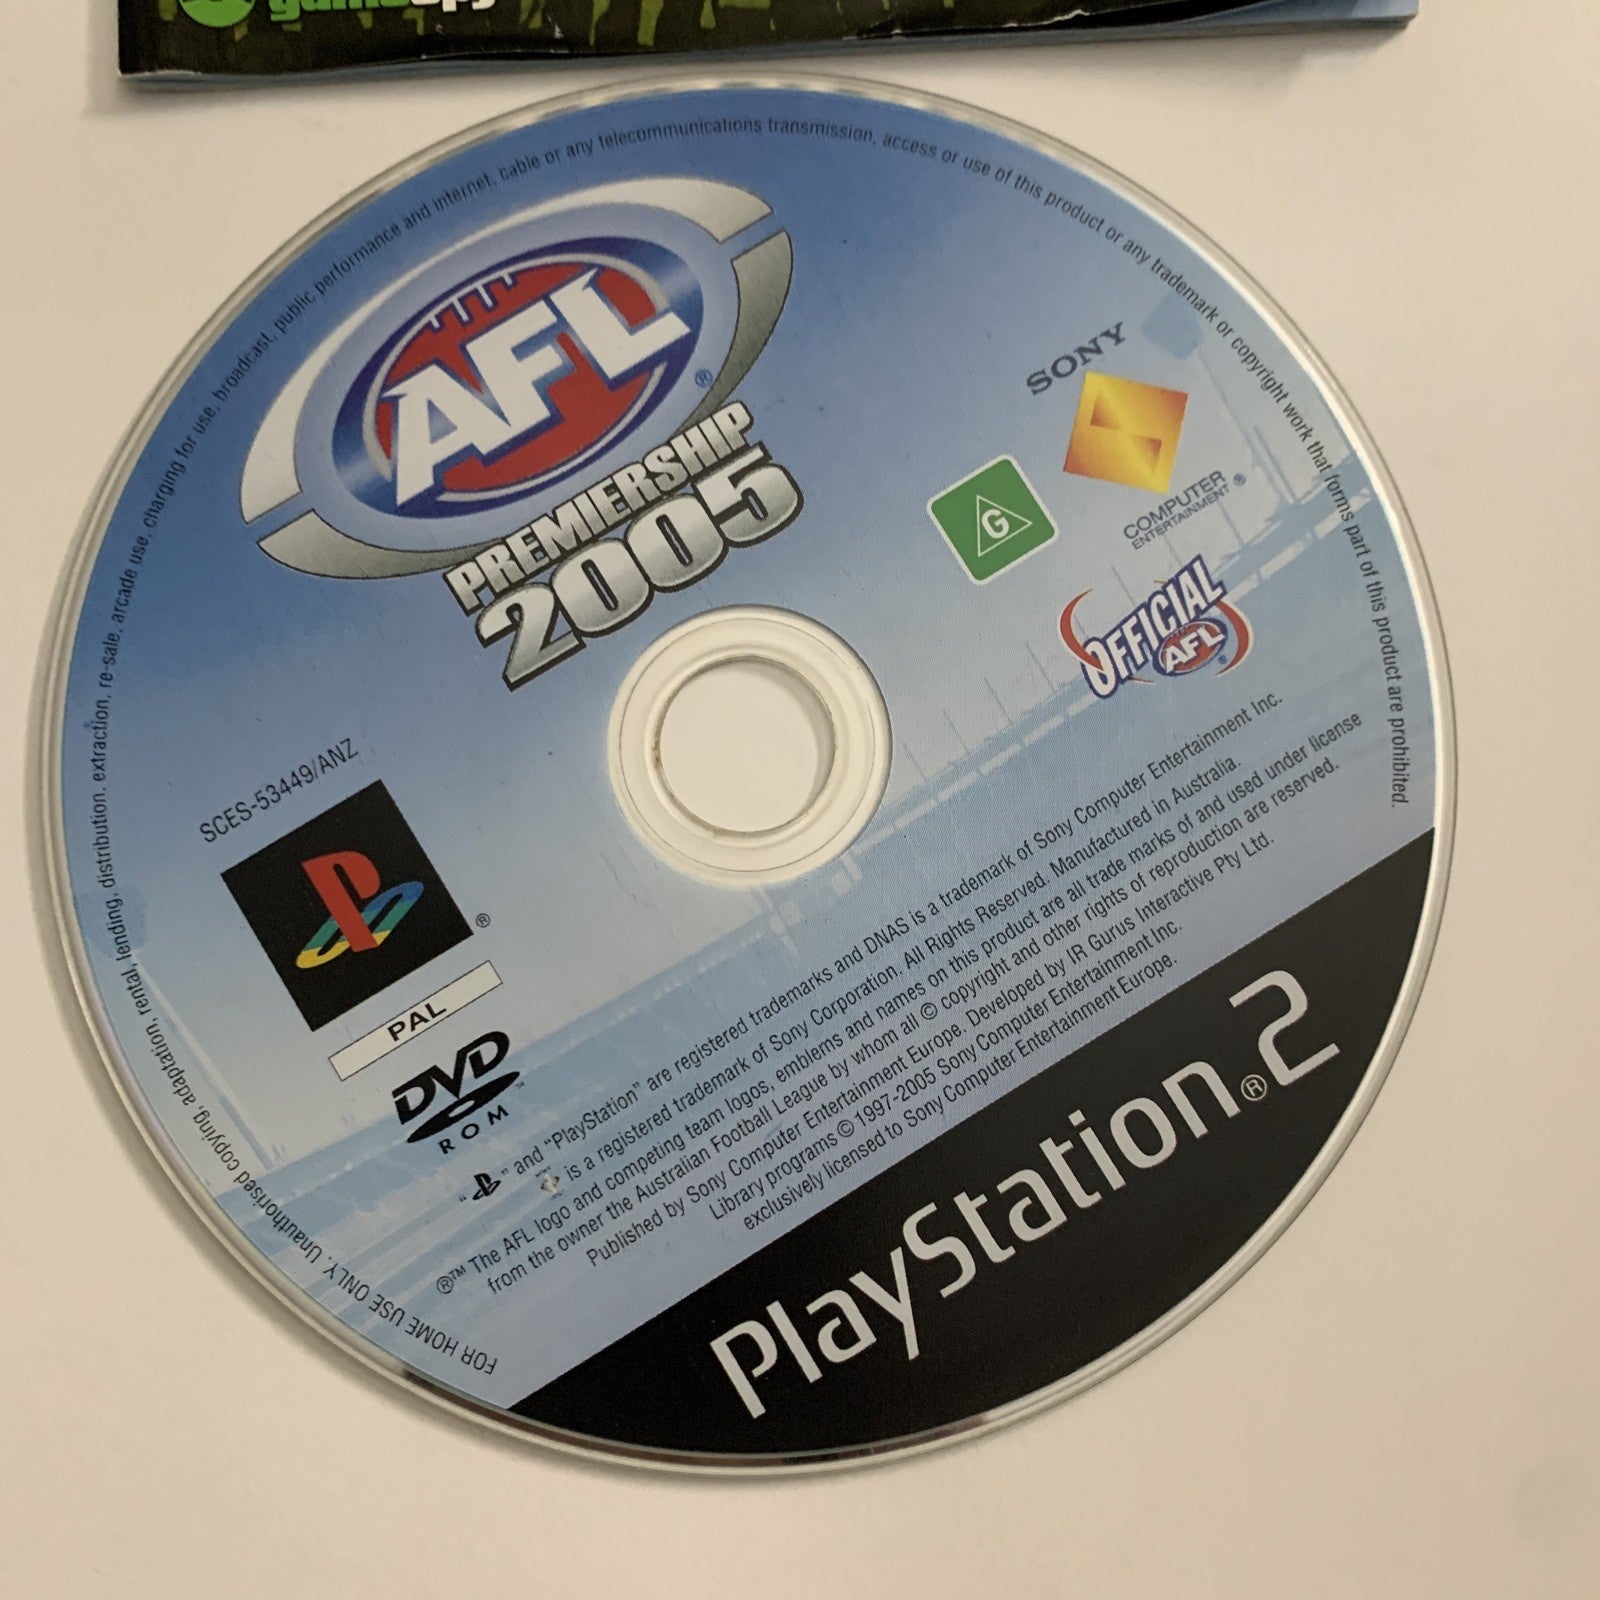 gamespy
FOR HOME USE ONLY. Unauthorised copying, adaptation, rental, lending, distribution, extraction, re-sale, arcade use, charging for use, broadcast, public performance and internet, cable or any telecommunications transmission, access or use of this product or any trademark or copyright work that forms part of this product are prohibited.
AFL®
PREMIERSHIP
2005
SONY
COMPUTER
ENTERTAINMENT®
G
OFFICIAL
AFL®
SCES-53449/ANZ
®
PAL
DVD™
ROM
" " and "PlayStation" are registered trademarks and DNAS is a trademark of Sony Computer Entertainment Inc.
is a registered trademark of Sony Corporation. All Rights Reserved. Manufactured in Australia.
®™ The AFL logo and competing team logos, emblems and names on this product are all trade marks of and used under license
from the owner the Australian Football League by whom all © copyright and other rights of reproduction are reserved.
Published by Sony Computer Entertainment Europe. Developed by IR Gurus Interactive Pty Ltd.
Library programs © 1997-2005 Sony Computer Entertainment Inc.
exclusively licensed to Sony Computer Entertainment Europe.
PlayStation®2